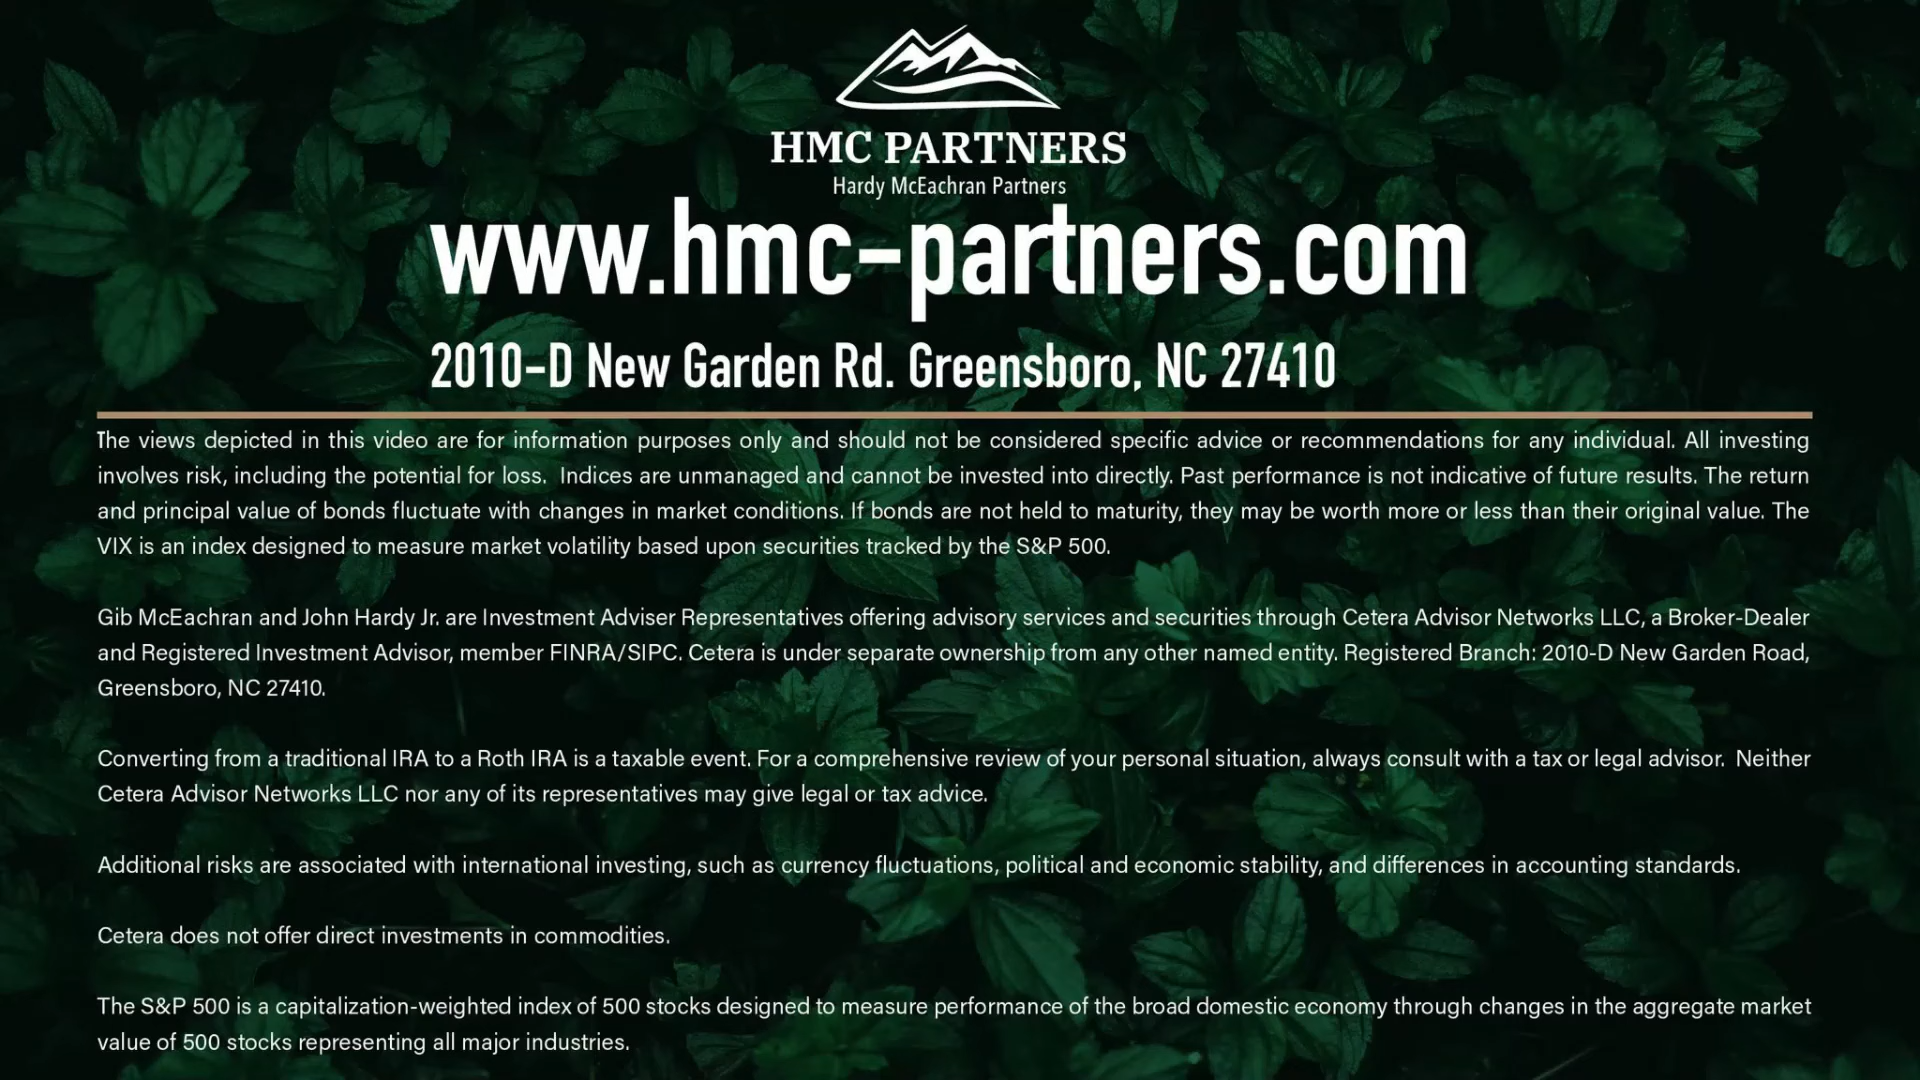 HMC PARTNERS
Hardy McEachran Partners
www.hmc-partners.com
2010-D New Garden Rd. Greensboro, NC 27410
The views depicted in this video are for information purposes only and should not be considered specific advice or recommendations for any individual. All investing
involves risk, including the potential for loss.  Indices are unmanaged and cannot be invested into directly. Past performance is not indicative of future results. The return
and principal value of bonds fluctuate with changes in market conditions. If bonds are not held to maturity, they may be worth more or less than their original value. The
VIX is an index designed to measure market volatility based upon securities tracked by the S&P 500.
Gib McEachran and John Hardy Jr. are Investment Adviser Representatives offering advisory services and securities through Cetera Advisor Networks LLC, a Broker-Dealer
and Registered Investment Advisor, member FINRA/SIPC. Cetera is under separate ownership from any other named entity. Registered Branch: 2010-D New Garden Road,
Greensboro, NC 27410.
Converting from a traditional IRA to a Roth IRA is a taxable event. For a comprehensive review of your personal situation, always consult with a tax or legal advisor.  Neither
Cetera Advisor Networks LLC nor any of its representatives may give legal or tax advice.
Additional risks are associated with international investing, such as currency fluctuations, political and economic stability, and differences in accounting standards.
Cetera does not offer direct investments in commodities.
The S&P 500 is a capitalization-weighted index of 500 stocks designed to measure performance of the broad domestic economy through changes in the aggregate market
value of 500 stocks representing all major industries.